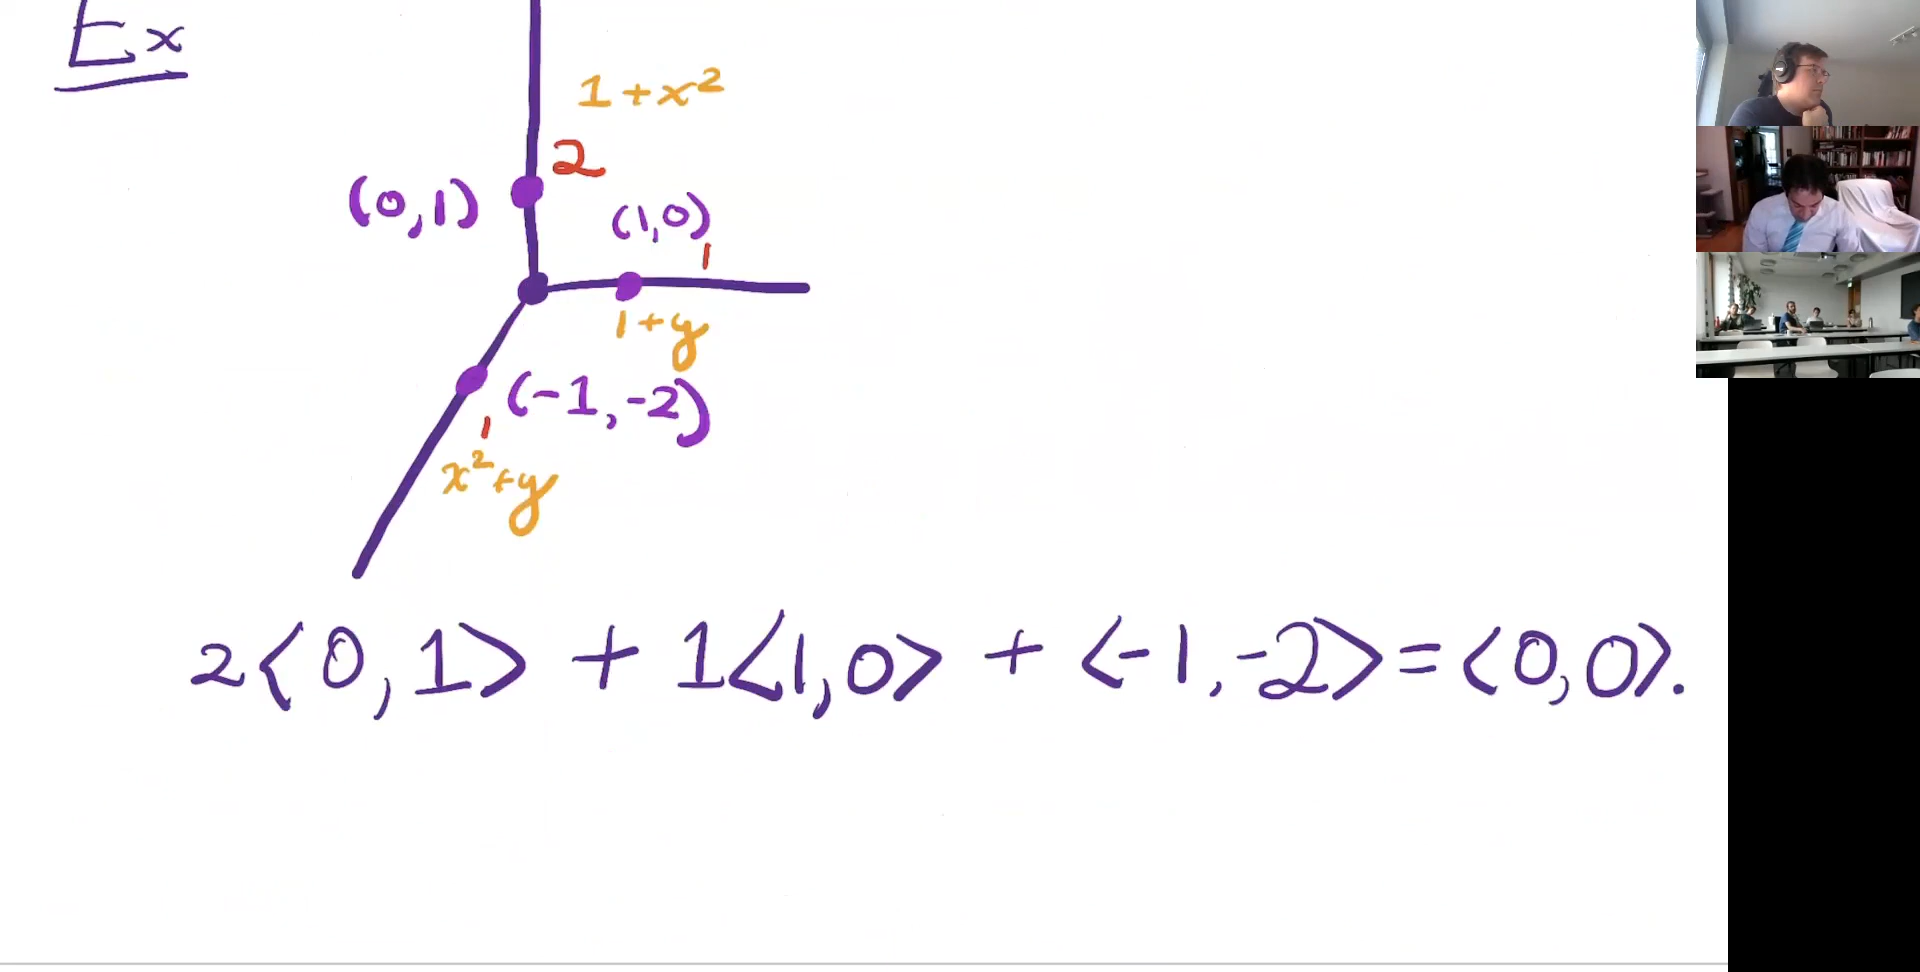 Ex
1 + x²
2
(0,1)
(1,0)
1
1 + y
(-1,-2)
1
x² + y
2<0,1> + 1<1,0> + <-1,-2> = <0,0>.